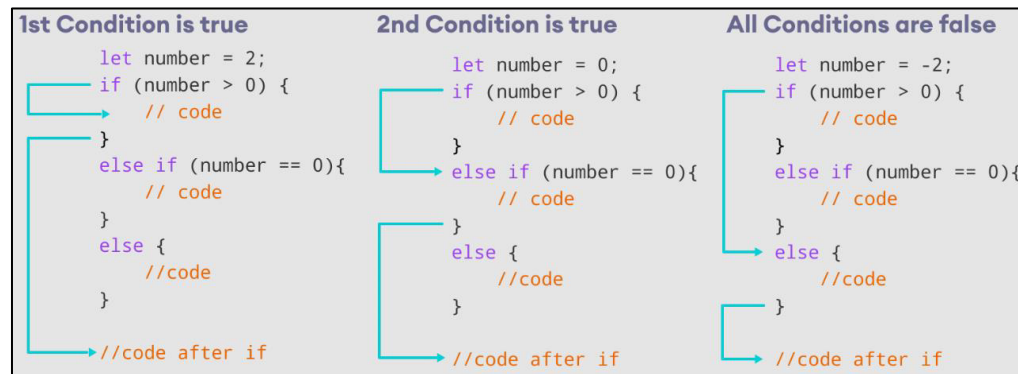 1st Condition is true
let number = 2;
if (number > 0) {
// code
}
else if (number == 0){
// code
}
else {
//code
}
//code after if
2nd Condition is true
let number = 0;
if (number > 0) {
// code
}
else if (number == 0){
// code
}
else {
//code
}
//code after if
All Conditions are false
let number = -2;
if (number > 0) {
// code
}
else if (number == 0){
// code
}
else {
//code
}
//code after if